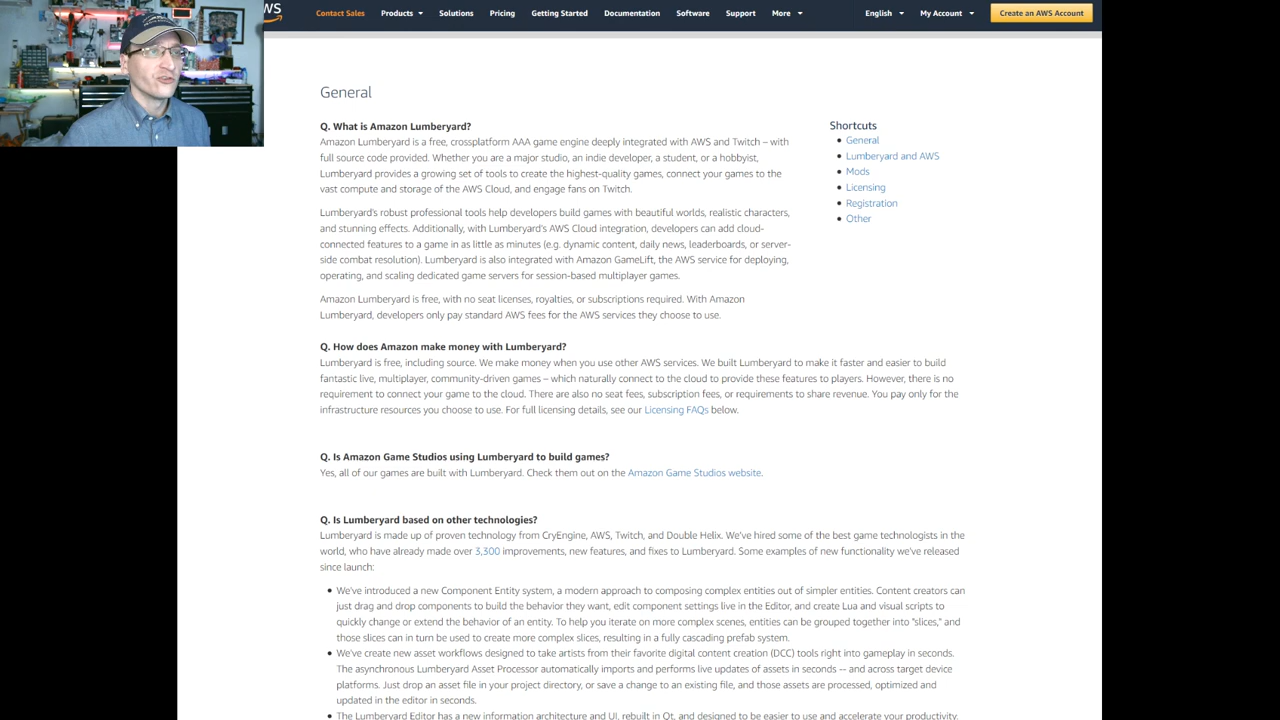 WS
Contact Sales Products Solutions Pricing Getting Started Documentation Software Support More English My Account Create an AWS Account
General
Q. What is Amazon Lumberyard?
Amazon Lumberyard is a free, crossplatform AAA game engine deeply integrated with AWS and Twitch – with
full source code provided. Whether you are a major studio, an indie developer, a student, or a hobbyist,
Lumberyard provides a growing set of tools to create the highest-quality games, connect your games to the
vast compute and storage of the AWS Cloud, and engage fans on Twitch.
Lumberyard's robust professional tools help developers build games with beautiful worlds, realistic characters,
and stunning effects. Additionally, with Lumberyard's AWS Cloud integration, developers can add cloud-
connected features to a game in as little as minutes (e.g. dynamic content, daily news, leaderboards, or server-
side combat resolution). Lumberyard is also integrated with Amazon GameLift, the AWS service for deploying,
operating, and scaling dedicated game servers for session-based multiplayer games.
Amazon Lumberyard is free, with no seat licenses, royalties, or subscriptions required. With Amazon
Lumberyard, developers only pay standard AWS fees for the AWS services they choose to use.
Shortcuts
General
Lumberyard and AWS
Mods
Licensing
Registration
Other
Q. How does Amazon make money with Lumberyard?
Lumberyard is free, including source. We make money when you use other AWS services. We built Lumberyard to make it faster and easier to build
fantastic live, multiplayer, community-driven games – which naturally connect to the cloud to provide these features to players. However, there is no
requirement to connect your game to the cloud. There are also no seat fees, subscription fees, or requirements to share revenue. You pay only for the
infrastructure resources you choose to use. For full licensing details, see our Licensing FAQs below.
Q. Is Amazon Game Studios using Lumberyard to build games?
Yes, all of our games are built with Lumberyard. Check them out on the Amazon Game Studios website.
Q. Is Lumberyard based on other technologies?
Lumberyard is made up of proven technology from CryEngine, AWS, Twitch, and Double Helix. We've hired some of the best game technologists in the
world, who have already made over 3,300 improvements, new features, and fixes to Lumberyard. Some examples of new functionality we've released
since launch:
• We've introduced a new Component Entity system, a modern approach to composing complex entities out of simpler entities. Content creators can
just drag and drop components to build the behavior they want, edit component settings live in the Editor, and create Lua and visual scripts to
quickly change or extend the behavior of an entity. To help you iterate on more complex scenes, entities can be grouped together into "slices," and
those slices can in turn be used to create more complex slices, resulting in a fully cascading prefab system.
• We've create new asset workflows designed to take artists from their favorite digital content creation (DCC) tools right into gameplay in seconds.
The asynchronous Lumberyard Asset Processor automatically imports and performs live updates of assets in seconds -- and across target device
platforms. Just drop an asset file in your project directory, or save a change to an existing file, and those assets are processed, optimized and
updated in the editor in seconds.
• The Lumberyard Editor has a new information architecture and UI, rebuilt in Qt, and designed to be easier to use and accelerate your productivity.